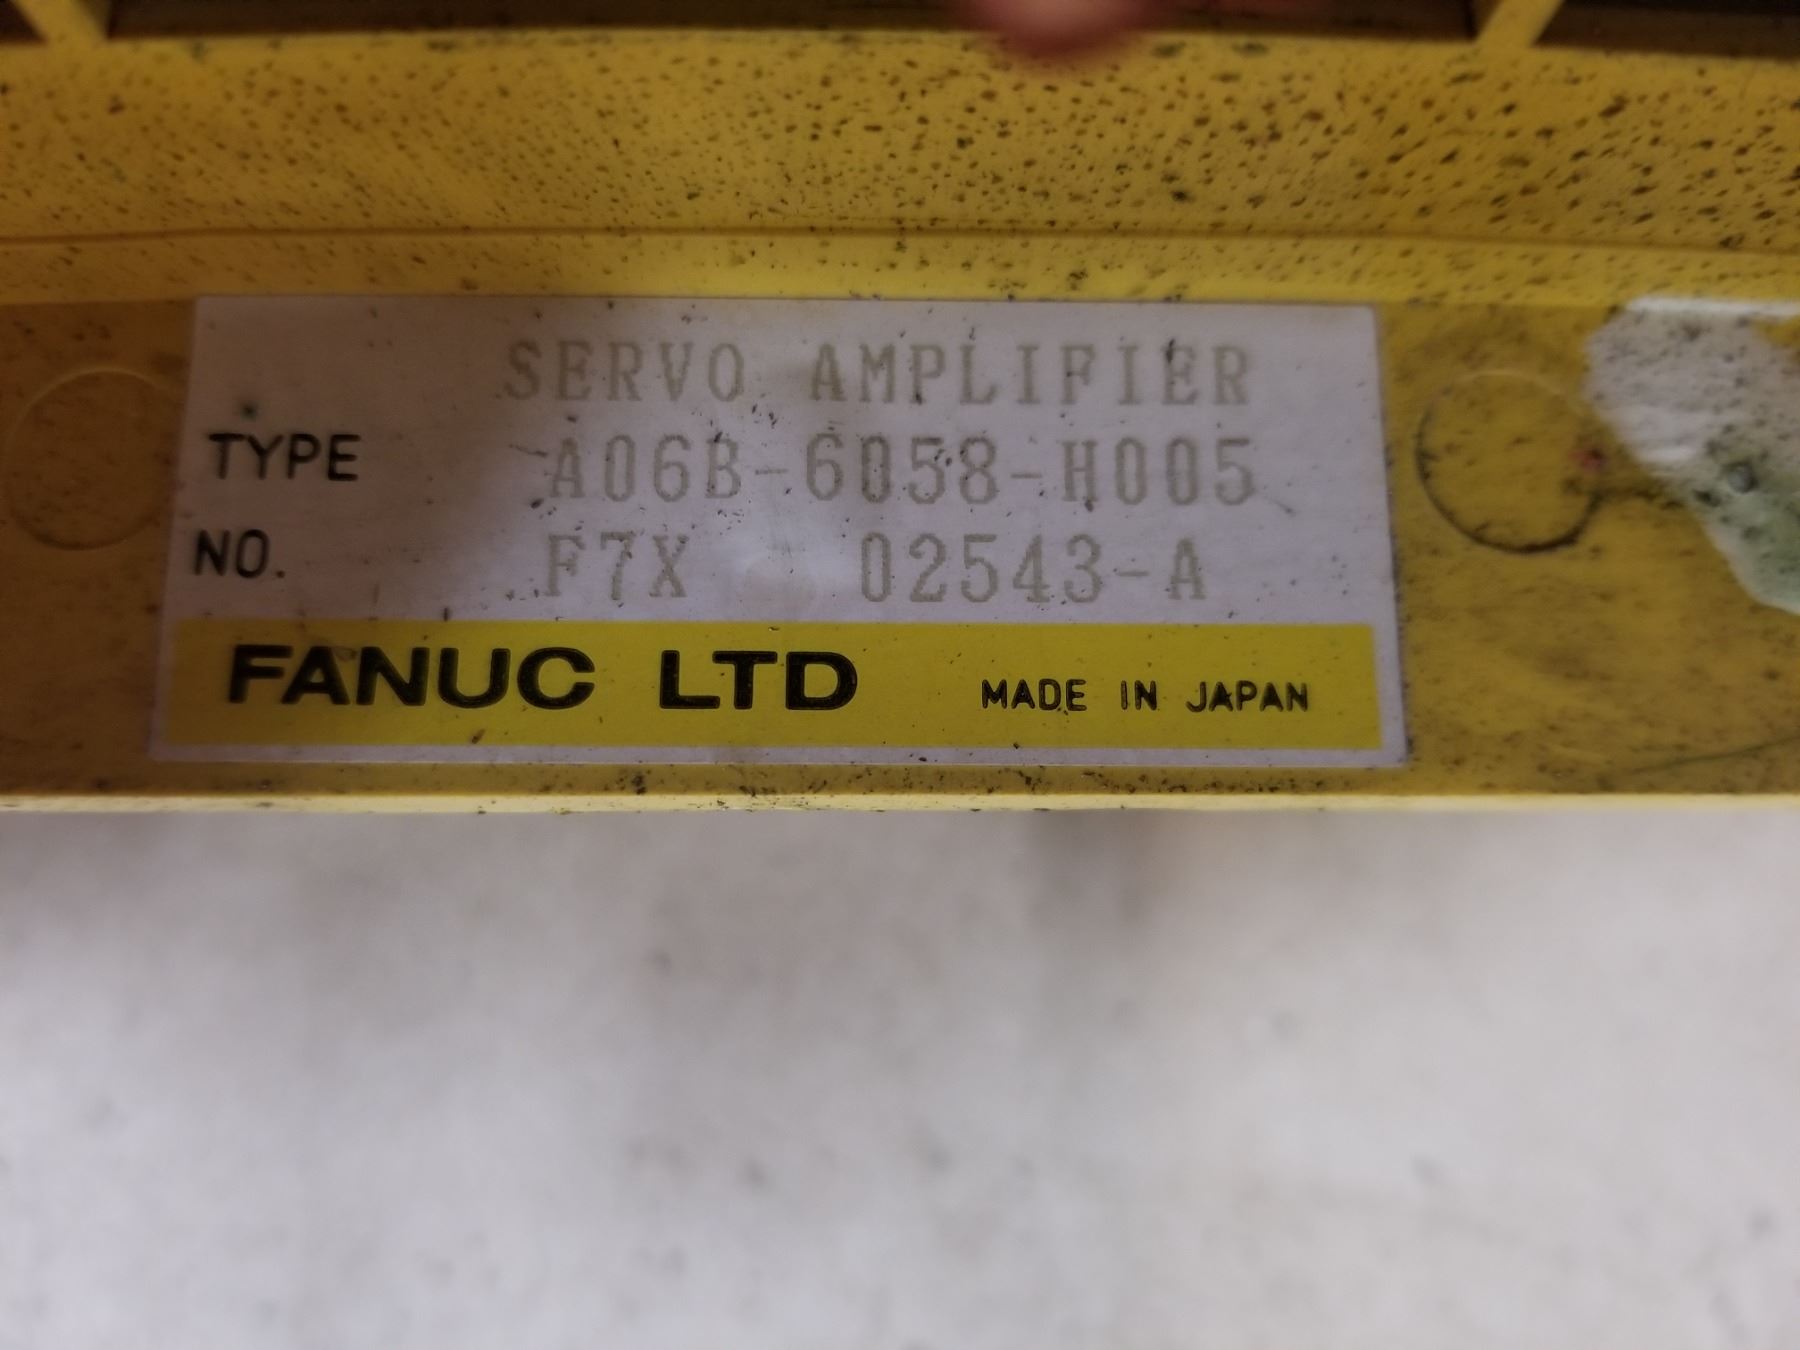 SERVO AMPLIFIER
TYPE A06B-6058-H005
NO. F7X 02543-A
FANUC LTD MADE IN JAPAN